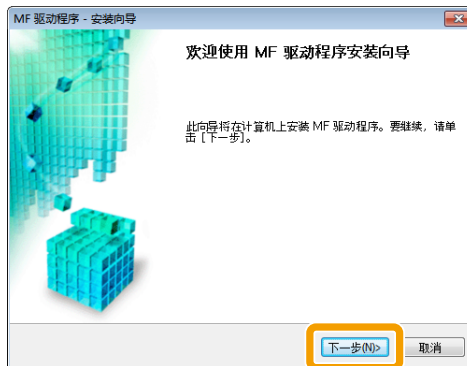 MF 驱动程序 - 安装向导
欢迎使用 MF 驱动程序安装向导
此向导将在计算机上安装 MF 驱动程序。要继续，请单
击 [下一步]。
下一步(N)>
取消